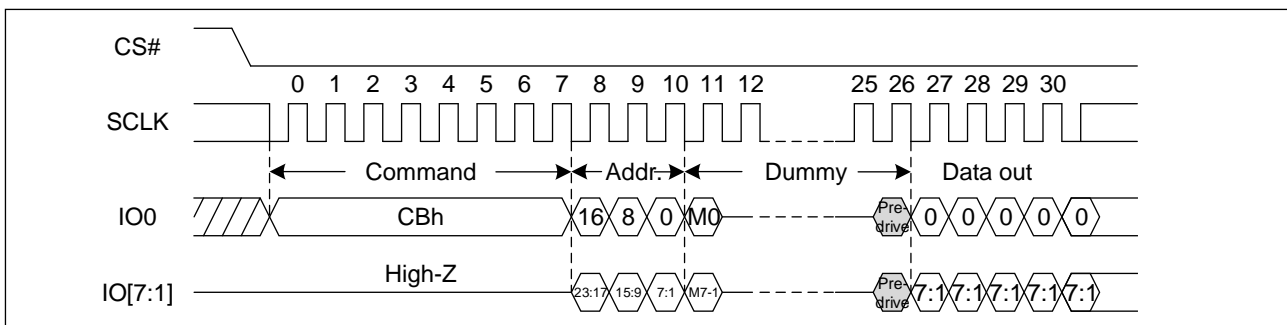 CS#
0 1 2 3 4 5 6 7 8 9 10 11 12 25 26 27 28 29 30
SCLK
Command Addr. Dummy Data out
IO0 CBh 16 8 0 M0 Pre-drive 0 0 0 0 0
High-Z
IO[7:1] 23:17 15:9 7:1 M7-1 Pre-drive 7:1 7:1 7:1 7:1 7:1